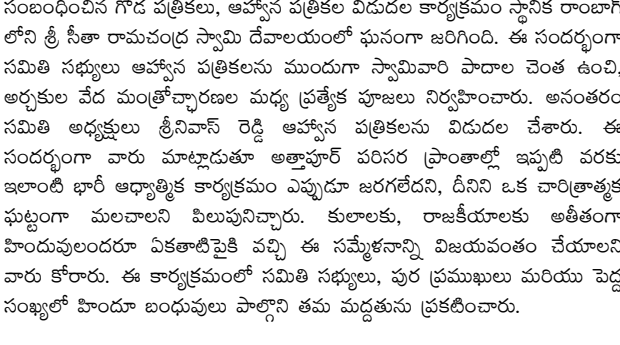 సంబంధించిన గోడ పత్రికలు, ఆహ్వాన పత్రికల విడుదల కార్యక్రమం స్థానిక రాంబాగ్
లోని శ్రీ సీతా రామచంద్ర స్వామి దేవాలయంలో ఘనంగా జరిగింది. ఈ సందర్భంగా
సమితి సభ్యులు ఆహ్వాన పత్రికలను ముందుగా స్వామివారి పాదాల చెంత ఉంచి,
అర్చకుల వేద మంత్రోచ్ఛారణల మధ్య ప్రత్యేక పూజలు నిర్వహించారు. అనంతరం
సమితి అధ్యక్షులు శ్రీనివాస్ రెడ్డి ఆహ్వాన పత్రికలను విడుదల చేశారు. ఈ
సందర్భంగా వారు మాట్లాడుతూ అత్తాపూర్ పరిసర ప్రాంతాల్లో ఇప్పటి వరకు
ఇలాంటి భారీ ఆధ్యాత్మిక కార్యక్రమం ఎప్పుడూ జరగలేదని, దీనిని ఒక చారిత్రాత్మక
ఘట్టంగా మలచాలని పిలుపునిచ్చారు. కులాలకు, రాజకీయాలకు అతీతంగా
హిందువులందరూ ఏకతాటిపైకి వచ్చి ఈ సమ్మేళనాన్ని విజయవంతం చేయాలని
వారు కోరారు. ఈ కార్యక్రమంలో సమితి సభ్యులు, పుర ప్రముఖులు మరియు పెద్ద
సంఖ్యలో హిందూ బంధువులు పాల్గొని తమ మద్దతును ప్రకటించారు.